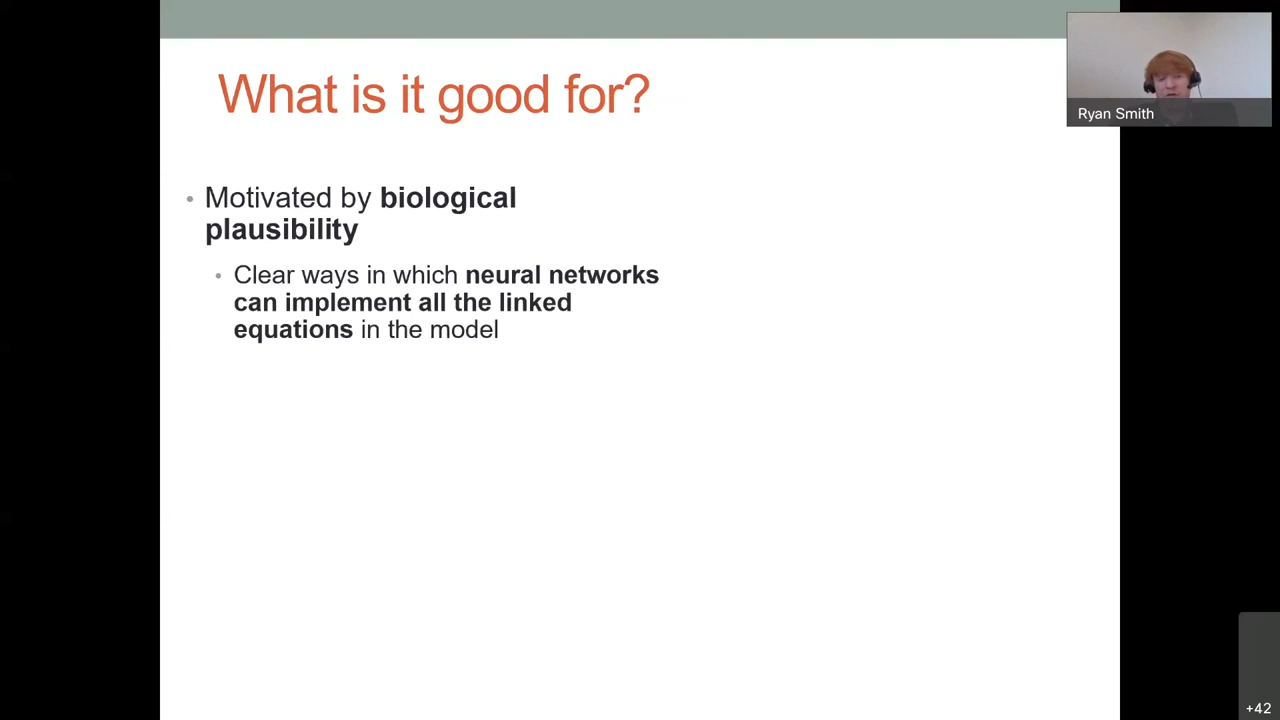 What is it good for?
Ryan Smith
• Motivated by biological
plausibility
• Clear ways in which neural networks
can implement all the linked
equations in the model
+42